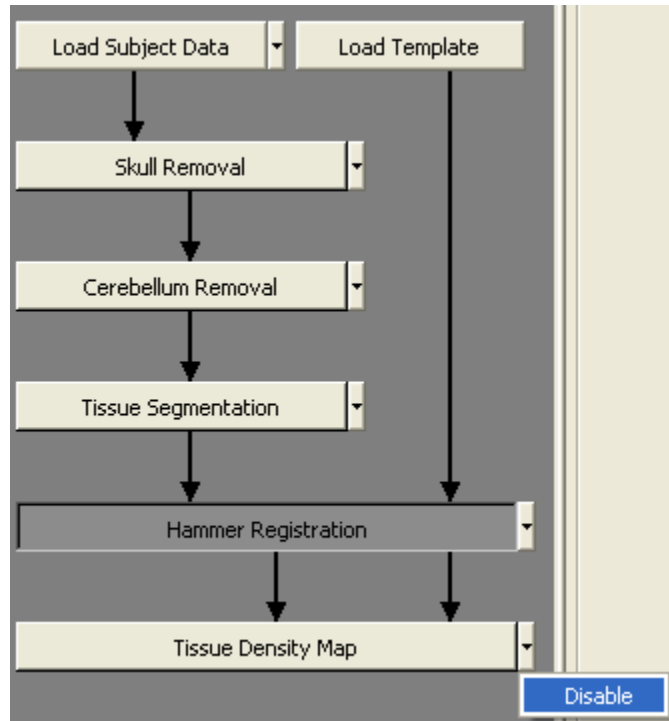 Load Subject Data
Load Template
Skull Removal
Cerebellum Removal
Tissue Segmentation
Hammer Registration
Tissue Density Map
Disable